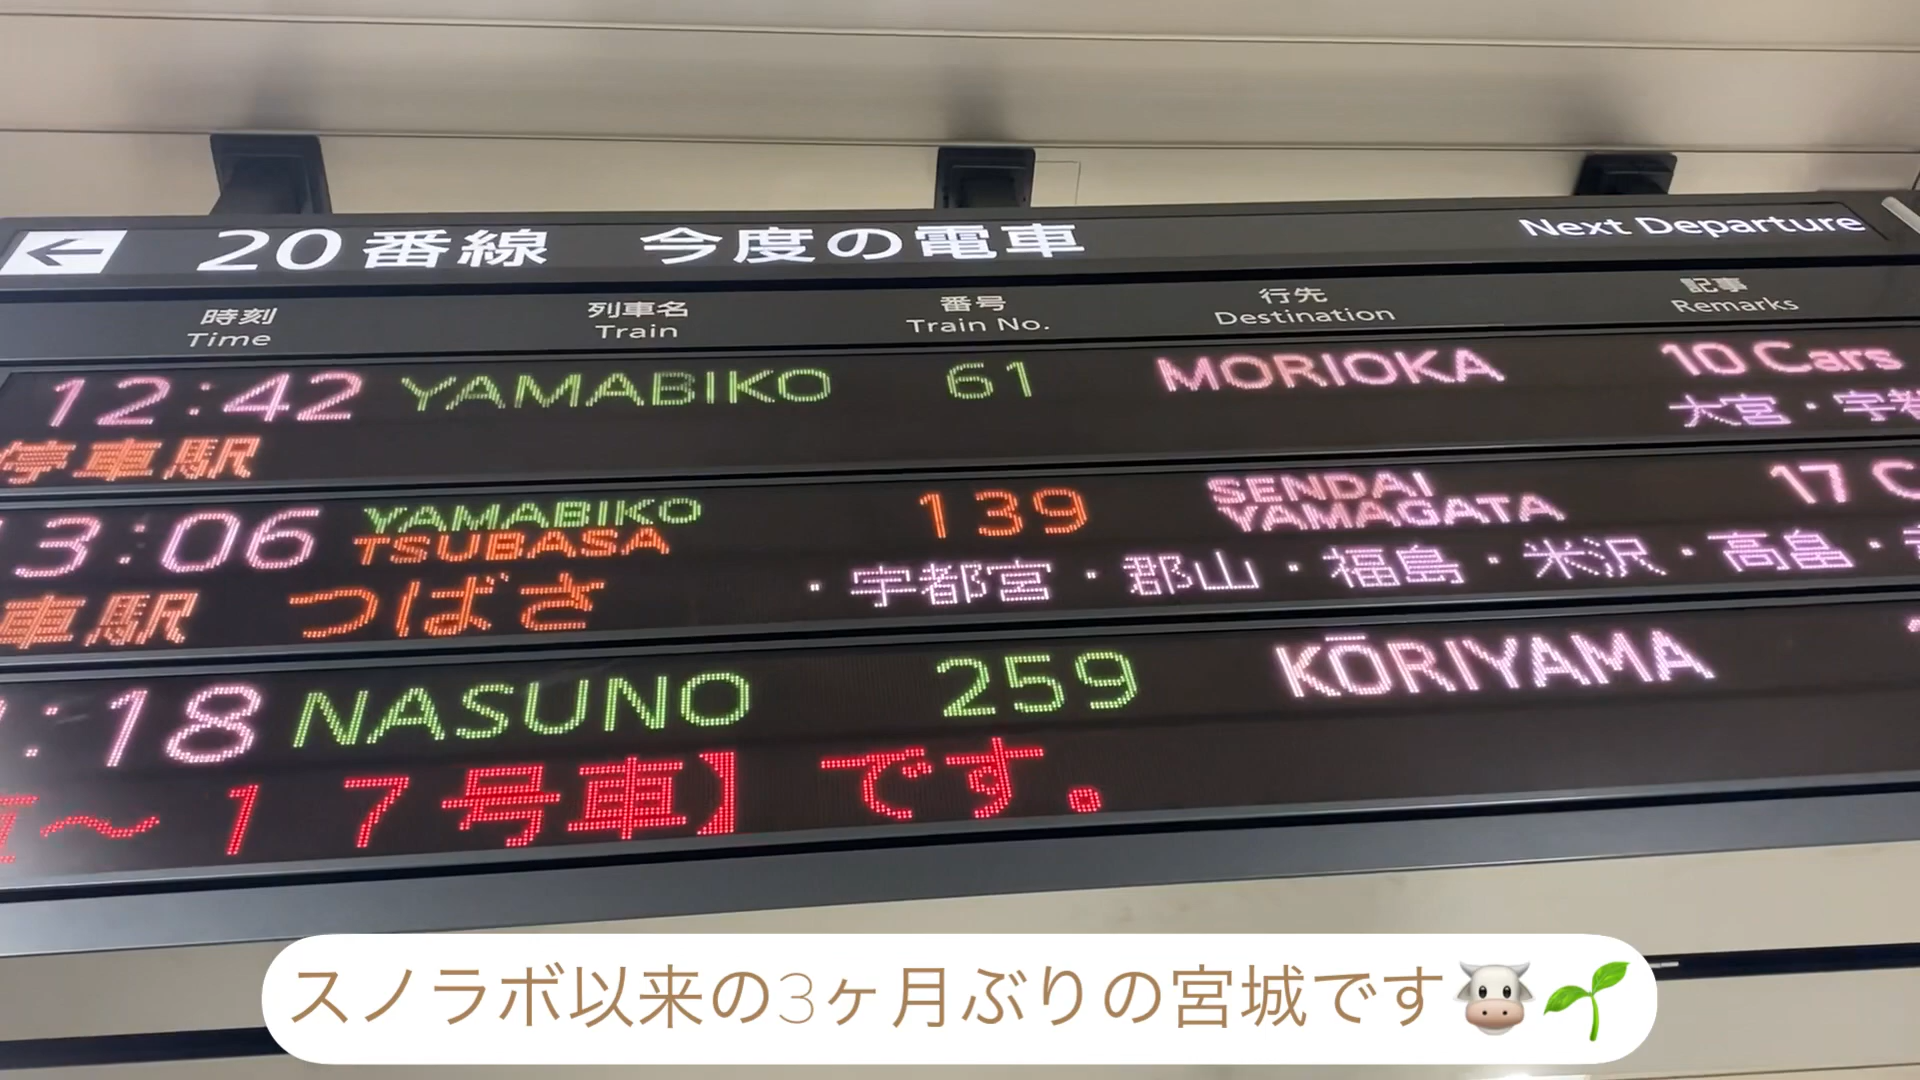 20番線 今度の電車 Next Departure
時刻 列車名 番号 行先 記事
Time Train Train No. Destination Remarks
12:42 YAMABIKO 61 MORIOKA 10 Cars
停車駅 大宮・宇都
3:06 YAMABIKO TSUBASA 139 SENDAI YAMAGATA 17 C
車駅 つばさ ・宇都宮・郡山・福島・米沢・高畠・
:18 NASUNO 259 KŌRIYAMA
～17号車】です。
スノラボ以来の3ヶ月ぶりの宮城です🐮🌱